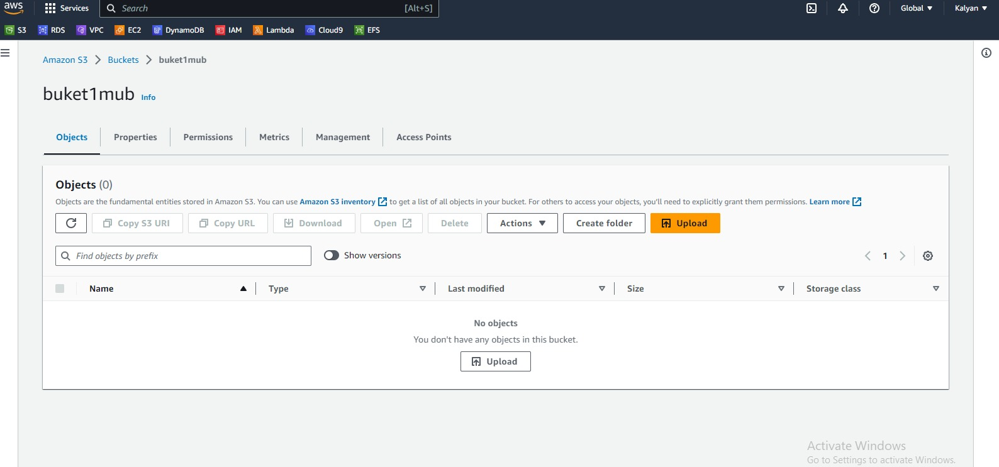 aws Services Search [Alt+S] Global Kalyan
S3 RDS VPC EC2 DynamoDB IAM Lambda Cloud9 EFS
Amazon S3 Buckets buket1mub
buket1mub Info
Objects Properties Permissions Metrics Management Access Points
Objects (0)
Objects are the fundamental entities stored in Amazon S3. You can use Amazon S3 inventory to get a list of all objects in your bucket. For others to access your objects, you'll need to explicitly grant them permissions. Learn more
Copy S3 URI Copy URL Download Open Delete Actions Create folder Upload
Find objects by prefix Show versions 1
Name Type Last modified Size Storage class
No objects
You don't have any objects in this bucket.
Upload
Activate Windows
Go to Settings to activate Windows.